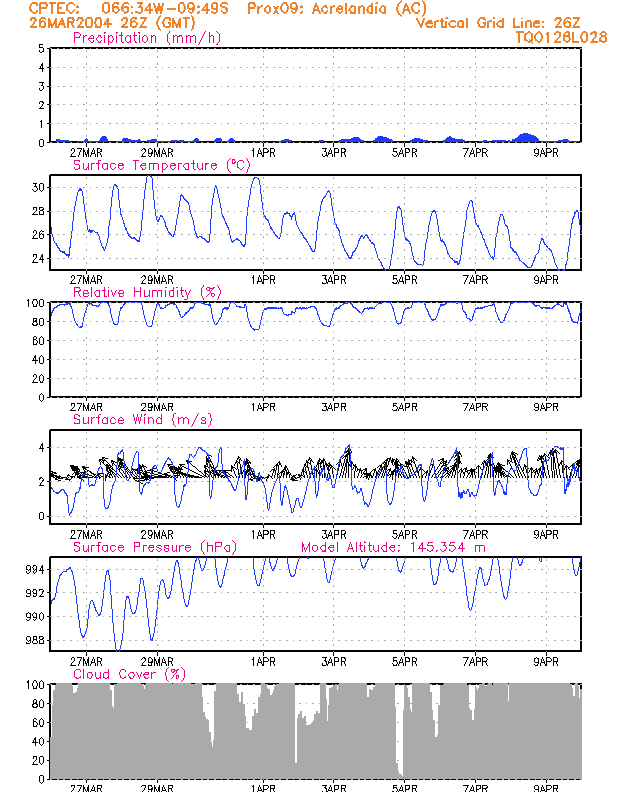 CPTEC: 066:34W-09:49S Prox09: Acrelandia (AC)
26MAR2004 26Z (GMT) Vertical Grid Line: 26Z
Precipitation (mm/h) TQ0126L028
5
4
3
2
1
0
27MAR 29MAR 1APR 3APR 5APR 7APR 9APR
Surface Temperature (ºC)
30
28
26
24
27MAR 29MAR 1APR 3APR 5APR 7APR 9APR
Relative Humidity (%)
100
80
60
40
20
0
27MAR 29MAR 1APR 3APR 5APR 7APR 9APR
Surface Wind (m/s)
4
2
0
27MAR 29MAR 1APR 3APR 5APR 7APR 9APR
Surface Pressure (hPa) Model Altitude: 145.354 m
994
992
990
988
27MAR 29MAR 1APR 3APR 5APR 7APR 9APR
Cloud Cover (%)
100
80
60
40
20
0
27MAR 29MAR 1APR 3APR 5APR 7APR 9APR